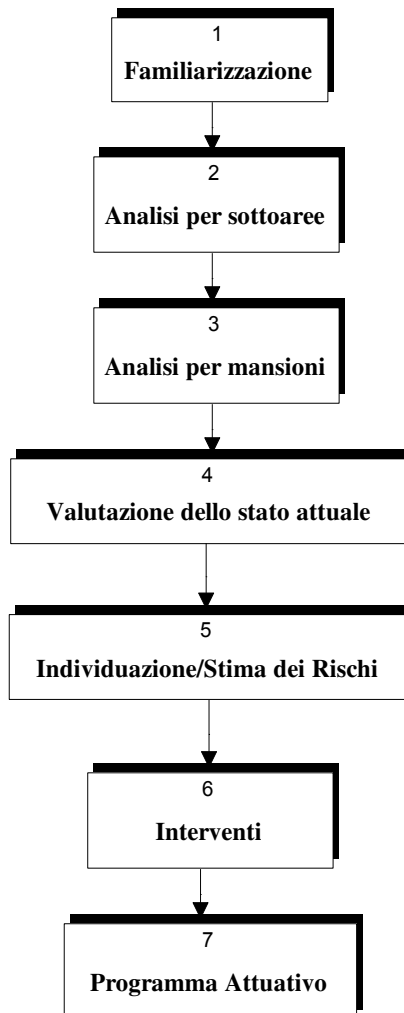 1
Familiarizzazione
2
Analisi per sottoaree
3
Analisi per mansioni
4
Valutazione dello stato attuale
5
Individuazione/Stima dei Rischi
6
Interventi
7
Programma Attuativo